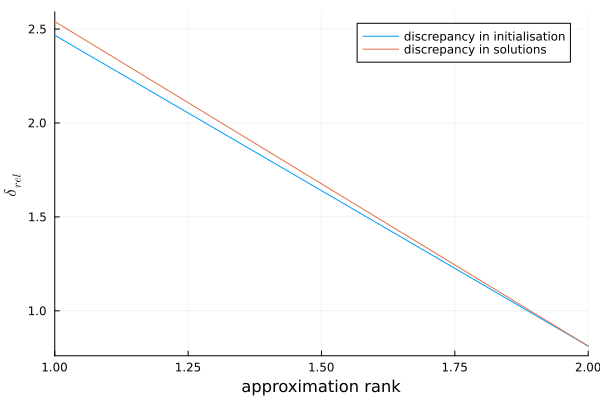 2.5
2.0
1.5
1.0
δrel
discrepancy in initialisation
discrepancy in solutions
1.00 1.25 1.50 1.75 2.00
approximation rank